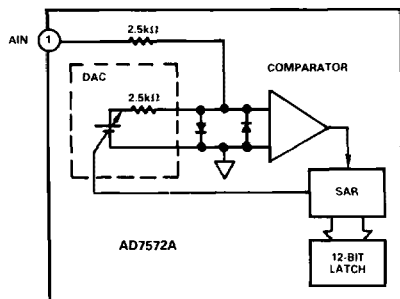 2.5kΩ
AIN
1
COMPARATOR
DAC
2.5kΩ
SAR
AD7572A
12-BIT
LATCH